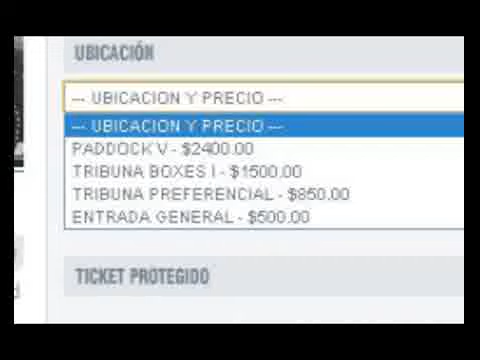 UBICACIÓN
--- UBICACION Y PRECIO ---
--- UBICACION Y PRECIO ---
PADDOCK V - $2400.00
TRIBUNA BOXES I - $1500.00
TRIBUNA PREFERENCIAL - $850.00
ENTRADA GENERAL - $500.00
TICKET PROTEGIDO